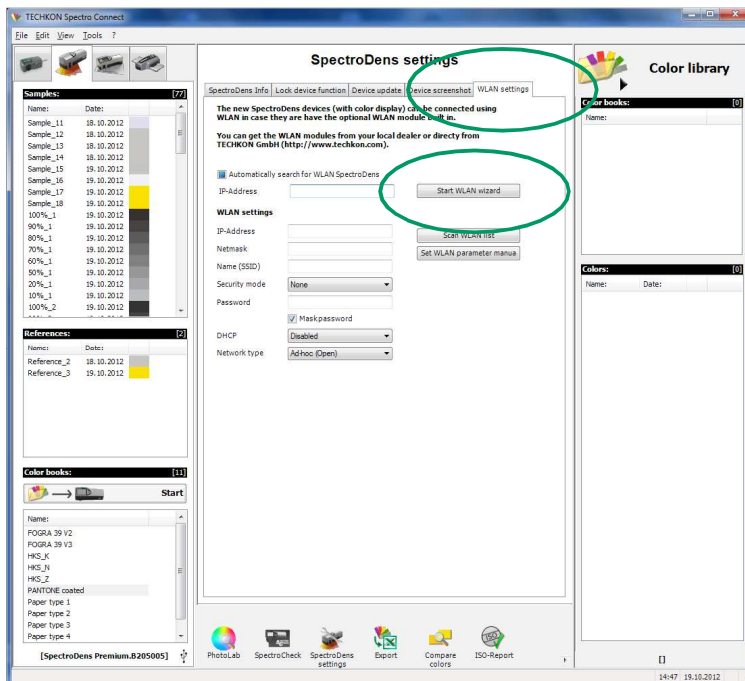 TECHKON Spectro Connect
File Edit View Tools ?
Samples: [77]
Name: Date:
Sample_11 18.10.2012
Sample_12 18.10.2012
Sample_13 18.10.2012
Sample_14 18.10.2012
Sample_15 19.10.2012
Sample_16 19.10.2012
Sample_17 19.10.2012
Sample_18 19.10.2012
100%_1 19.10.2012
90%_1 19.10.2012
80%_1 19.10.2012
70%_1 19.10.2012
60%_1 19.10.2012
50%_1 19.10.2012
20%_1 19.10.2012
10%_1 19.10.2012
100%_2 19.10.2012
References: [2]
Name: Date:
Reference_2 18.10.2012
Reference_3 19.10.2012
Color books: [11]
Start
Name:
FOGRA 39 V2
FOGRA 39 V3
HKS_K
HKS_N
HKS_Z
PANTONE coated
Paper type 1
Paper type 2
Paper type 3
Paper type 4
[SpectroDens Premium.B205005]
SpectroDens settings
SpectroDens Info Lock device function Device update Device screenshot WLAN settings
The new SpectroDens devices (with color display) can be connected using
WLAN in case they are have the optional WLAN module built in.
You can get the WLAN modules from your local dealer or directy from
TECHKON GmbH (http://www.techkon.com).
Automatically search for WLAN SpectroDens
IP-Address Start WLAN wizard
WLAN settings
IP-Address Scan WLAN list
Netmask Set WLAN parameter manua
Name (SSID)
Security mode None
Password
Mask password
DHCP Disabled
Network type Ad-hoc (Open)
PhotoLab SpectroCheck SpectroDens settings Export Compare colors ISO-Report
Color library
Color books: [0]
Name:
Colors: [0]
Name: Date:
[]
14:47 19.10.2012